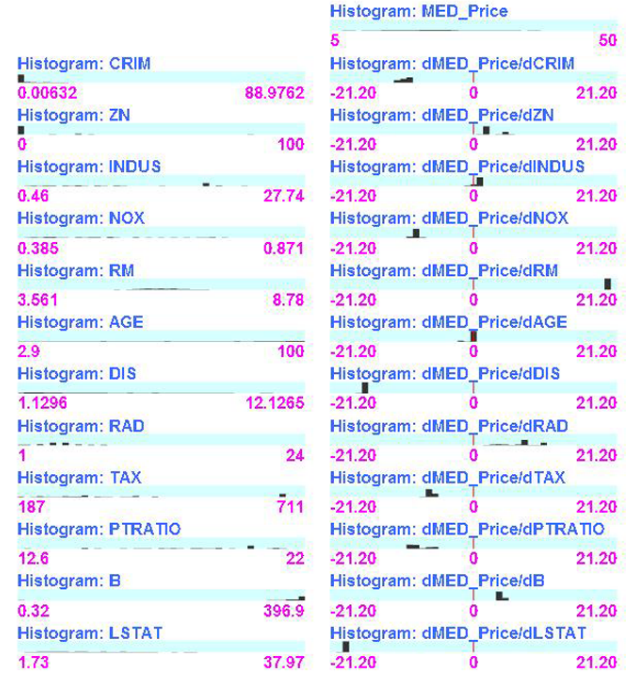 Histogram: MED_Price
5 50
Histogram: CRIM Histogram: dMED_Price/dCRIM
0.00632 88.9762 -21.20 0 21.20
Histogram: ZN Histogram: dMED_Price/dZN
0 100 -21.20 0 21.20
Histogram: INDUS Histogram: dMED_Price/dINDUS
0.46 27.74 -21.20 0 21.20
Histogram: NOX Histogram: dMED_Price/dNOX
0.385 0.871 -21.20 0 21.20
Histogram: RM Histogram: dMED_Price/dRM
3.561 8.78 -21.20 0 21.20
Histogram: AGE Histogram: dMED_Price/dAGE
2.9 100 -21.20 0 21.20
Histogram: DIS Histogram: dMED_Price/dDIS
1.1296 12.1265 -21.20 0 21.20
Histogram: RAD Histogram: dMED_Price/dRAD
1 24 -21.20 0 21.20
Histogram: TAX Histogram: dMED_Price/dTAX
187 711 -21.20 0 21.20
Histogram: PTRATIO Histogram: dMED_Price/dPTRATIO
12.6 22 -21.20 0 21.20
Histogram: B Histogram: dMED_Price/dB
0.32 396.9 -21.20 0 21.20
Histogram: LSTAT Histogram: dMED_Price/dLSTAT
1.73 37.97 -21.20 0 21.20